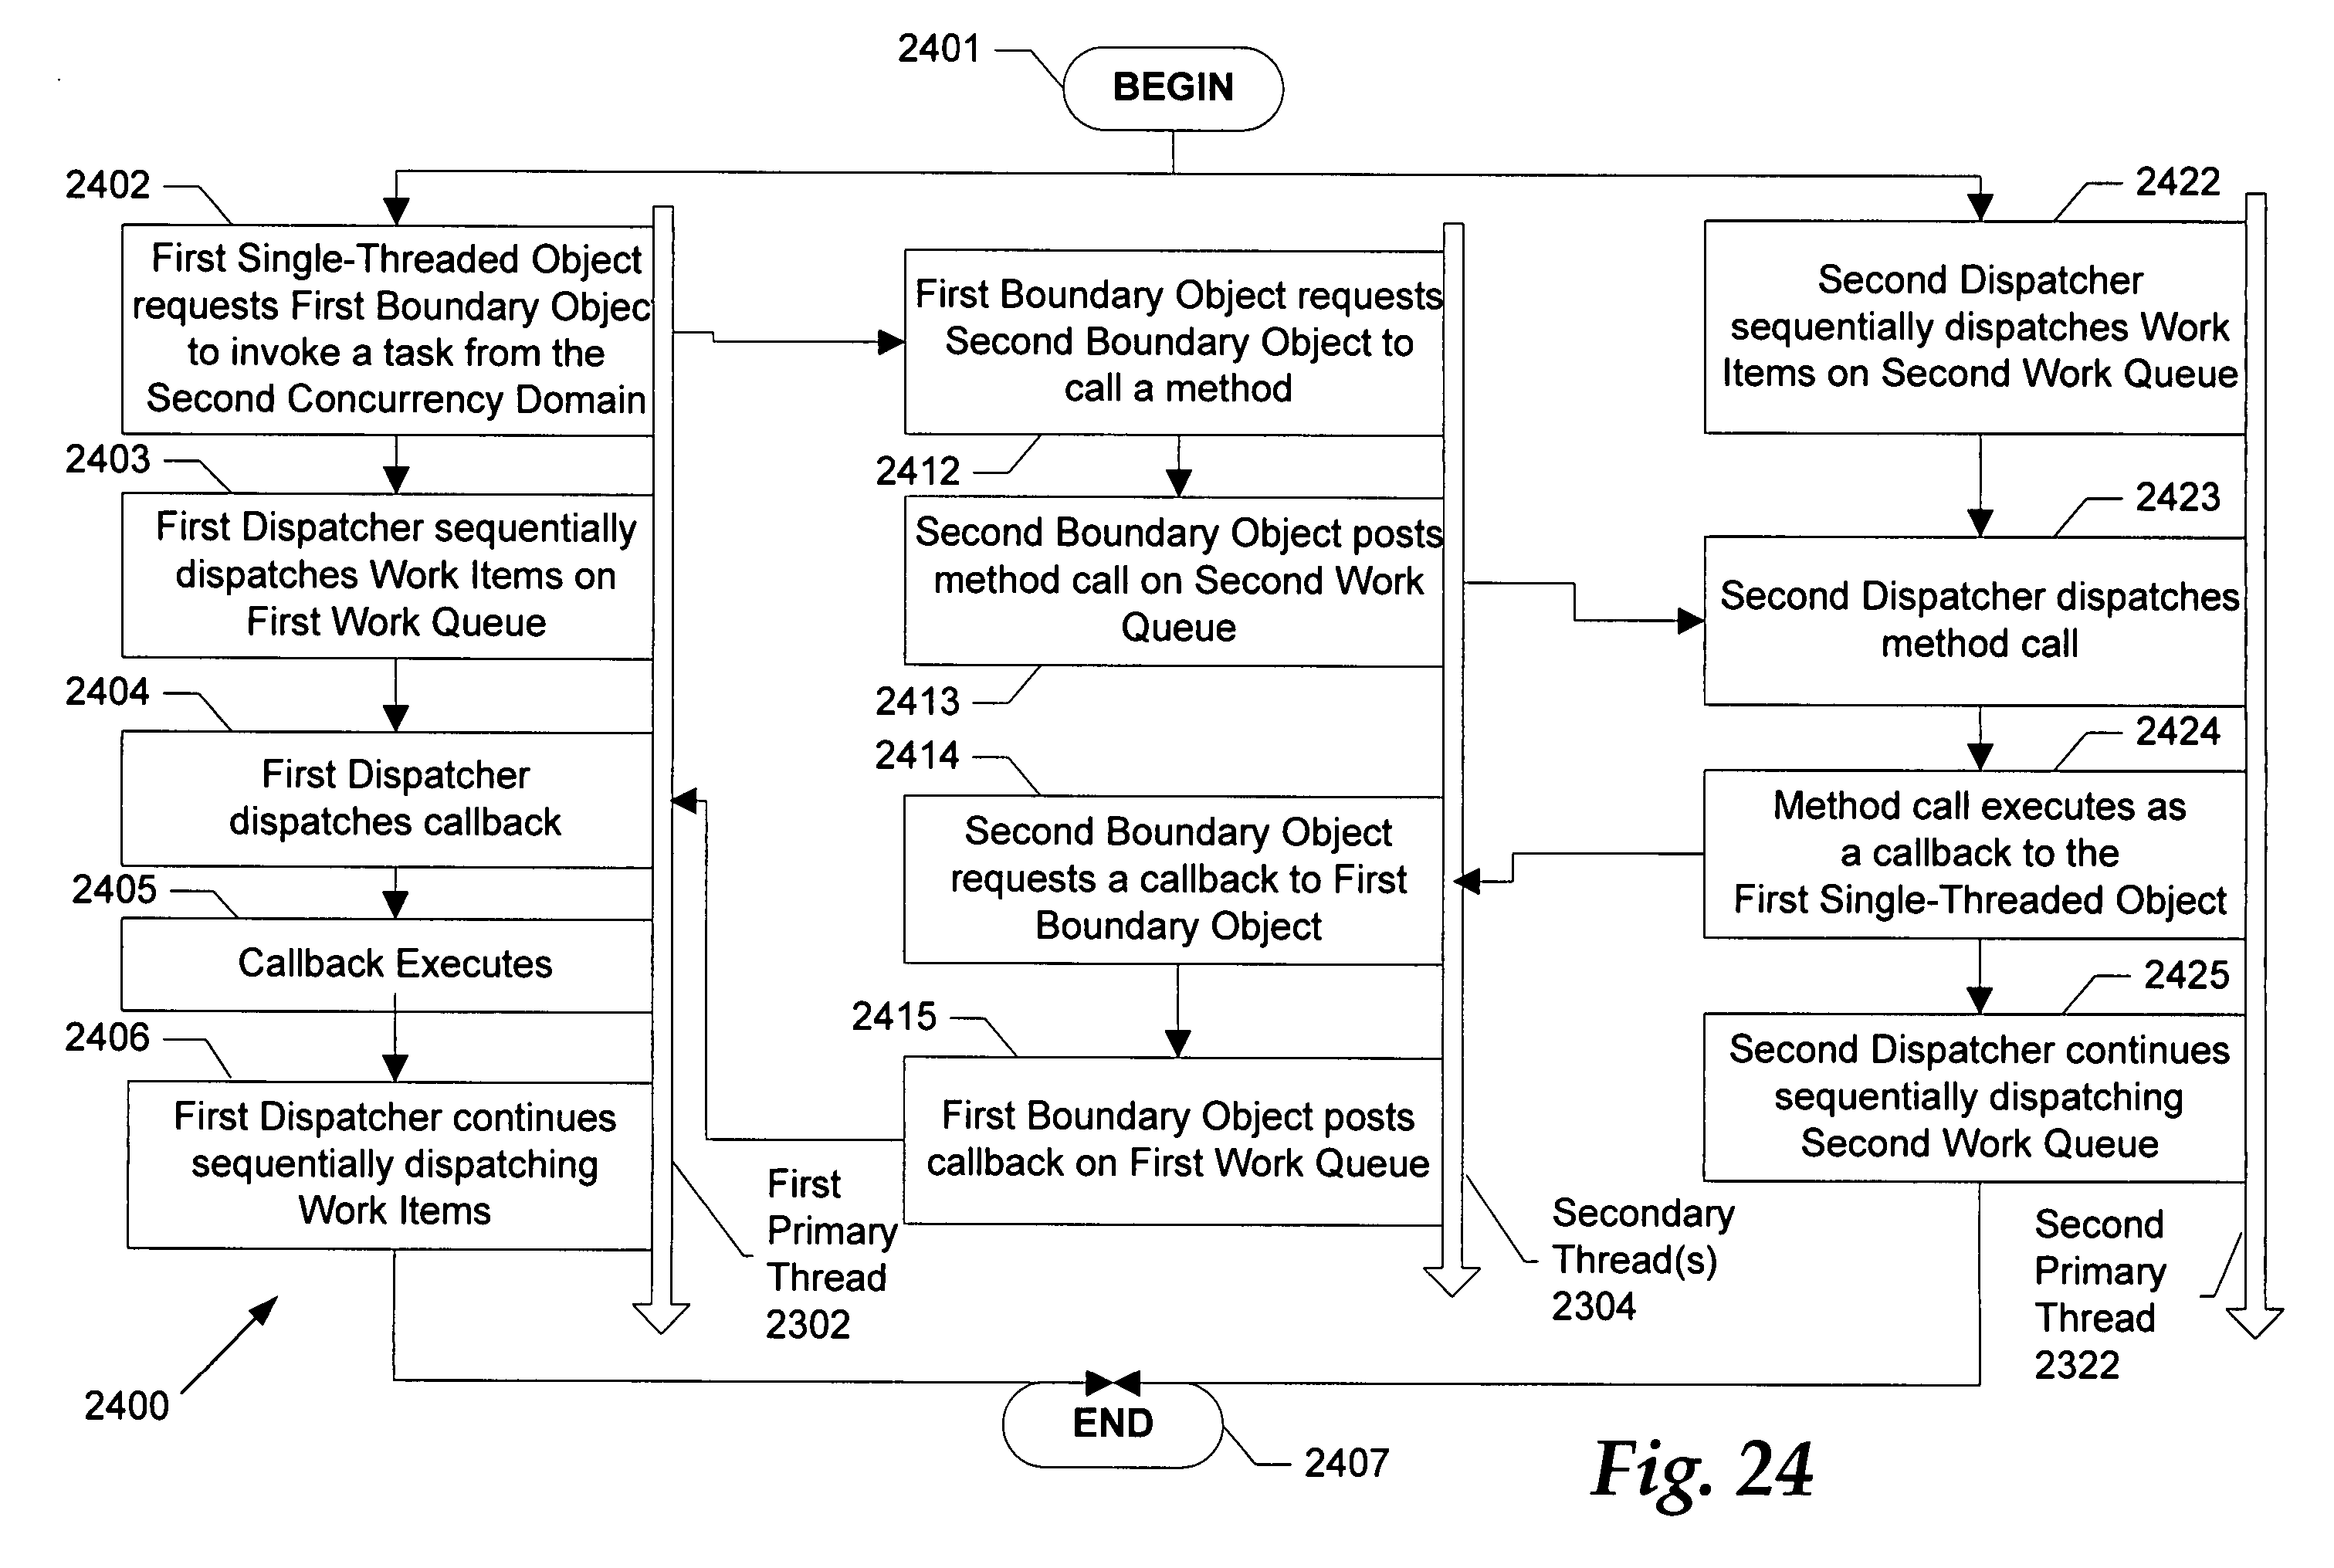 2401
BEGIN
2402
First Single-Threaded Object
requests First Boundary Objec
to invoke a task from the
Second Concurrency Domain
2403
First Dispatcher sequentially
dispatches Work Items on
First Work Queue
2404
First Dispatcher
dispatches callback
2405
Callback Executes
2406
First Dispatcher continues
sequentially dispatching
Work Items
First
Primary
Thread
2302
First Boundary Object requests
Second Boundary Object to
call a method
2412
Second Boundary Object posts
method call on Second Work
Queue
2413
2414
Second Boundary Object
requests a callback to First
Boundary Object
2415
First Boundary Object posts
callback on First Work Queue
Secondary
Thread(s)
2304
2422
Second Dispatcher
sequentially dispatches Work
Items on Second Work Queue
2423
Second Dispatcher dispatches
method call
2424
Method call executes as
a callback to the
First Single-Threaded Object
2425
Second Dispatcher continues
sequentially dispatching
Second Work Queue
Second
Primary
Thread
2322
2400
END
2407
Fig. 24